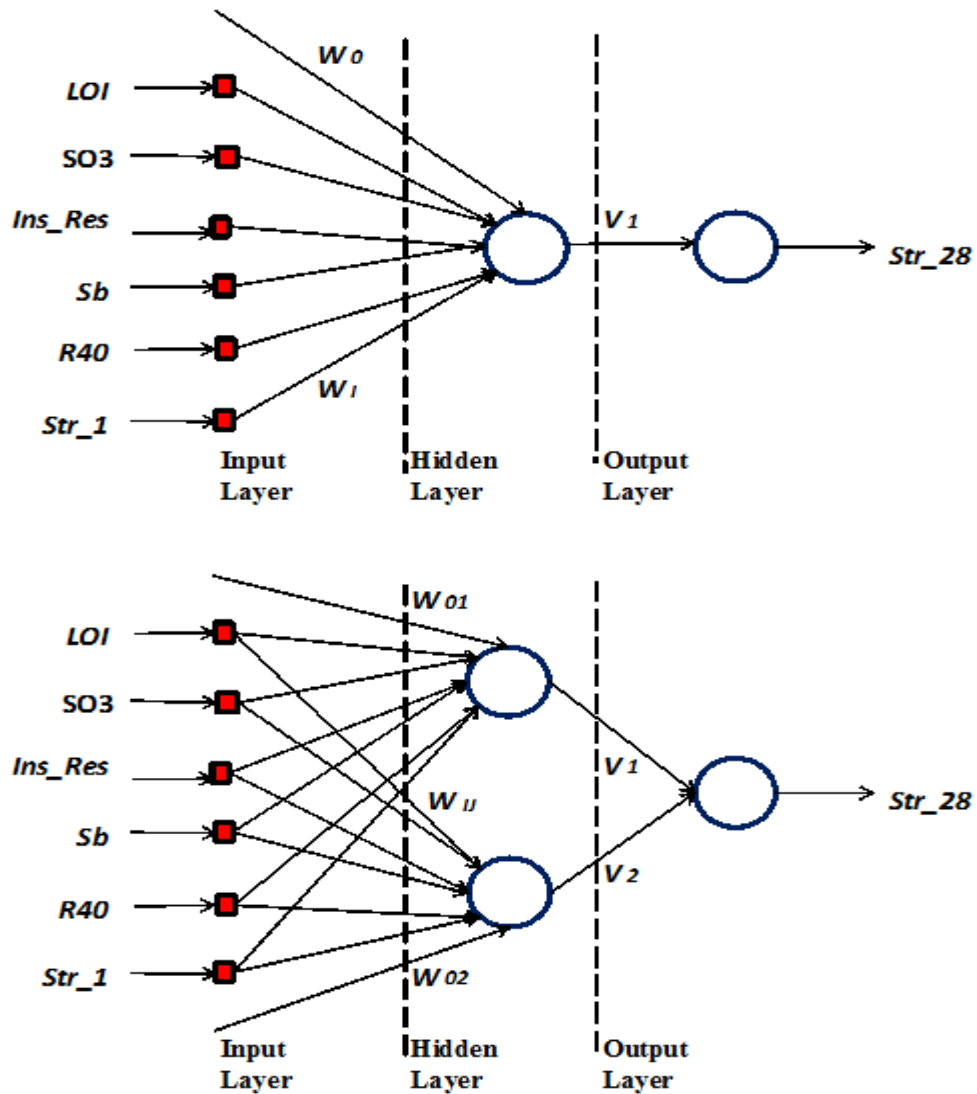 W0
LOI
SO3
Ins_Res
V1
Str_28
Sb
R40
WI
Str_1
Input Layer
Hidden Layer
Output Layer
W01
LOI
SO3
Ins_Res
V1
WIJ
Str_28
Sb
V2
R40
Str_1
W02
Input Layer
Hidden Layer
Output Layer